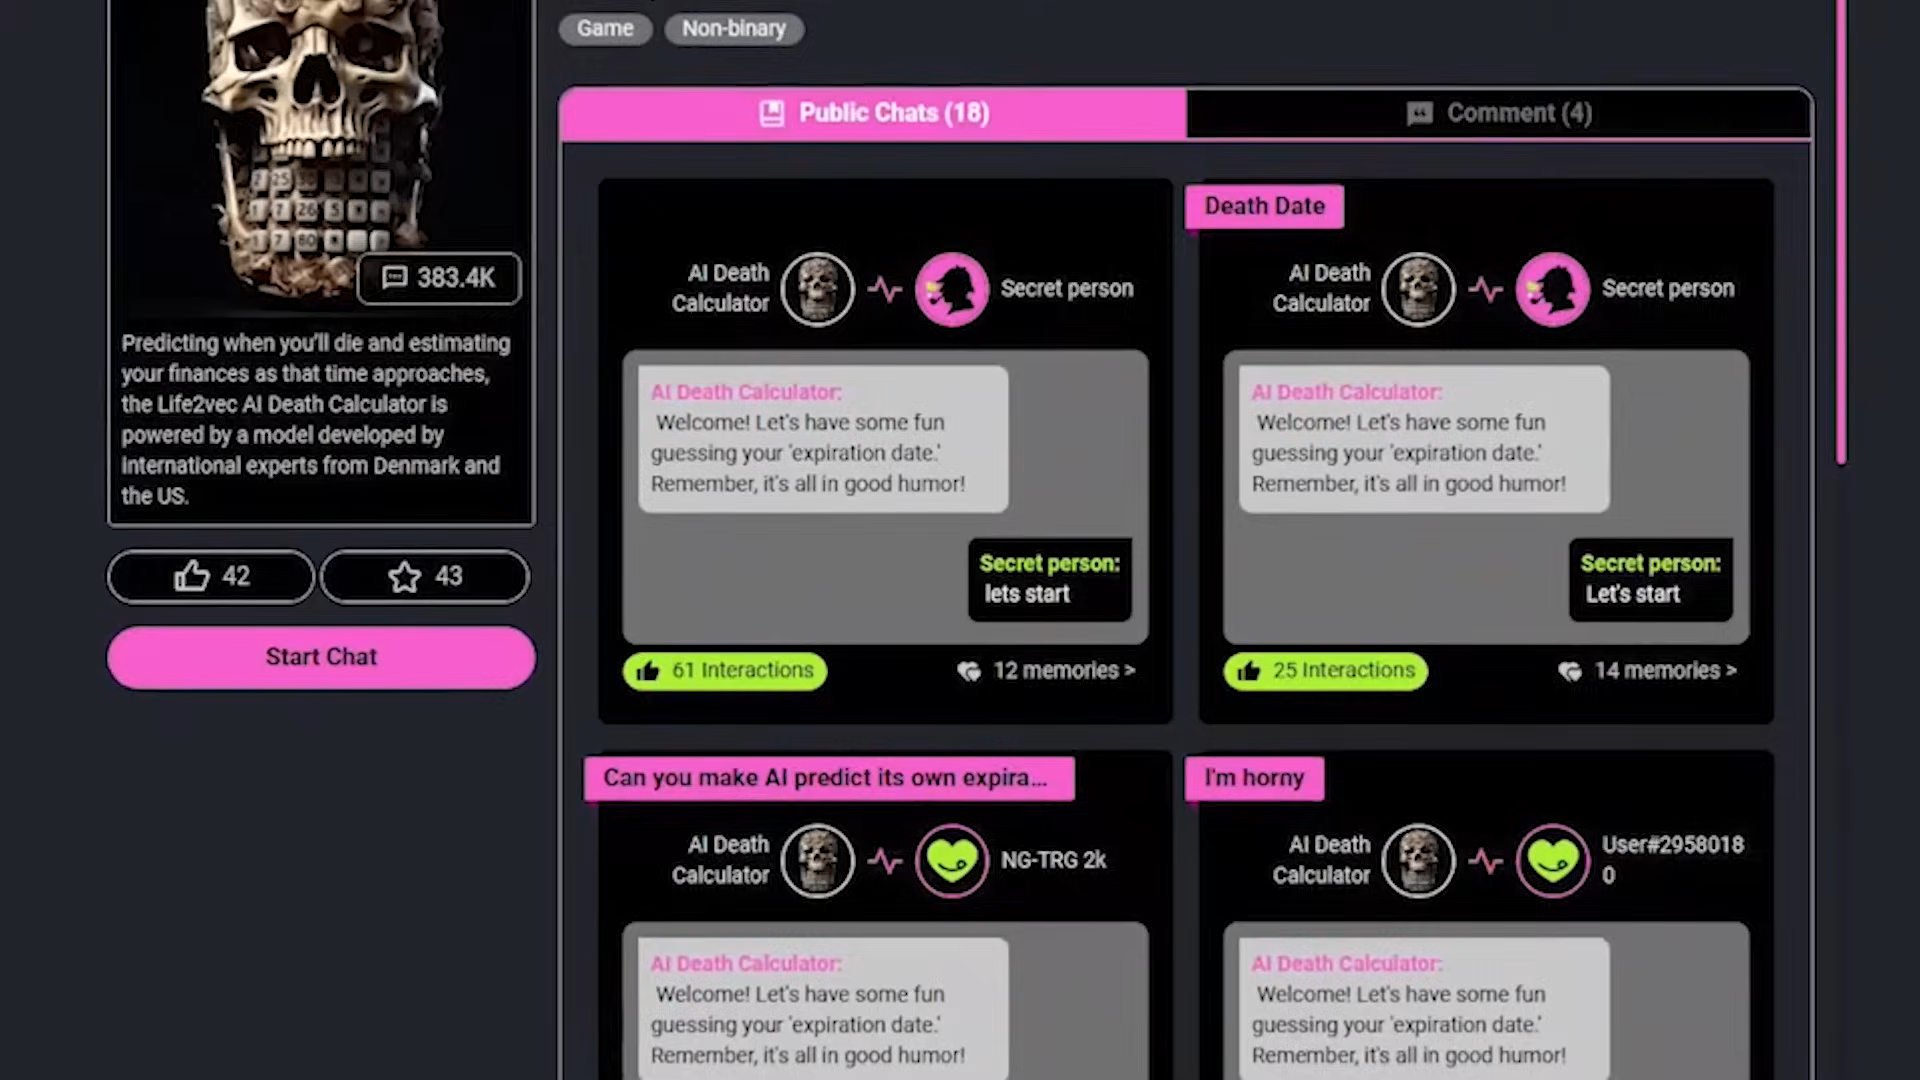 Game
Non-binary
383.4K
Predicting when you'll die and estimating
your finances as that time approaches,
the Life2vec AI Death Calculator is
powered by a model developed by
international experts from Denmark and
the US.
42
43
Start Chat
Public Chats (18)
Comment (4)
AI Death
Calculator
Secret person
AI Death Calculator:
Welcome! Let's have some fun
guessing your 'expiration date.'
Remember, it's all in good humor!
Secret person:
lets start
61 Interactions
12 memories >
Death Date
AI Death
Calculator
Secret person
AI Death Calculator:
Welcome! Let's have some fun
guessing your 'expiration date.'
Remember, it's all in good humor!
Secret person:
Let's start
25 Interactions
14 memories >
Can you make AI predict its own expira...
AI Death
Calculator
NG-TRG 2k
AI Death Calculator:
Welcome! Let's have some fun
guessing your 'expiration date.'
Remember, it's all in good humor!
I'm horny
AI Death
Calculator
User#2958018
0
AI Death Calculator:
Welcome! Let's have some fun
guessing your 'expiration date.'
Remember, it's all in good humor!